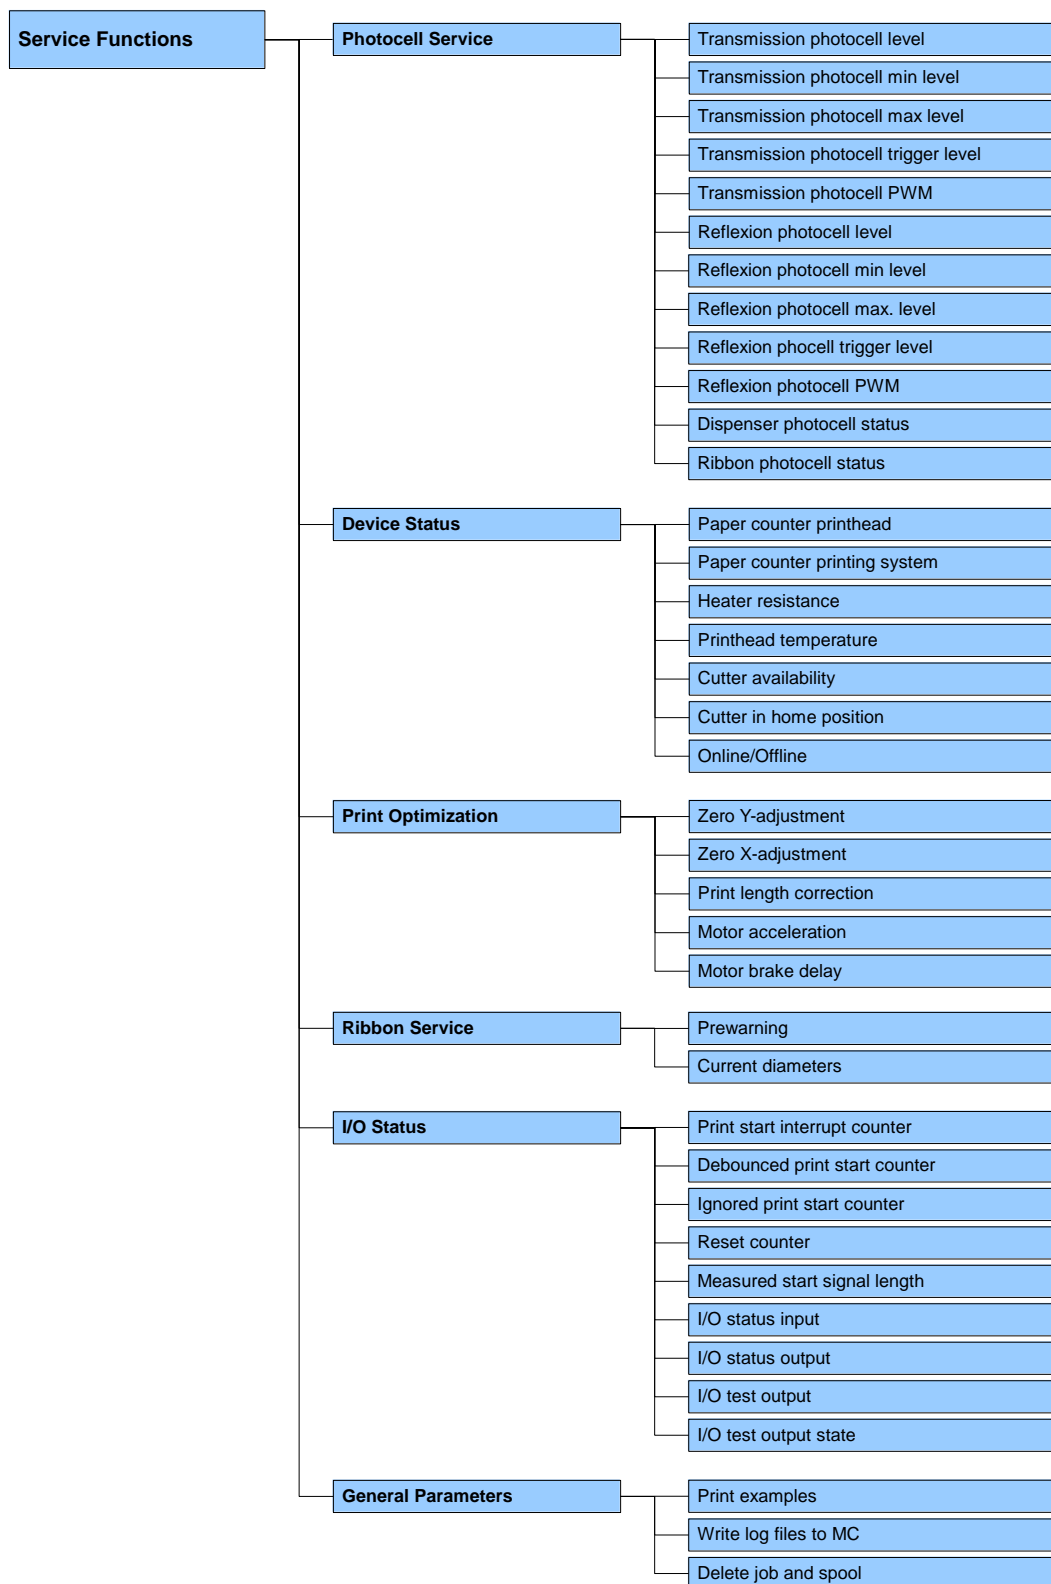 Service Functions
Photocell Service
Transmission photocell level
Transmission photocell min level
Transmission photocell max level
Transmission photocell trigger level
Transmission photocell PWM
Reflexion photocell level
Reflexion photocell min level
Reflexion photocell max. level
Reflexion phocell trigger level
Reflexion photocell PWM
Dispenser photocell status
Ribbon photocell status
Device Status
Paper counter printhead
Paper counter printing system
Heater resistance
Printhead temperature
Cutter availability
Cutter in home position
Online/Offline
Print Optimization
Zero Y-adjustment
Zero X-adjustment
Print length correction
Motor acceleration
Motor brake delay
Ribbon Service
Prewarning
Current diameters
I/O Status
Print start interrupt counter
Debounced print start counter
Ignored print start counter
Reset counter
Measured start signal length
I/O status input
I/O status output
I/O test output
I/O test output state
General Parameters
Print examples
Write log files to MC
Delete job and spool